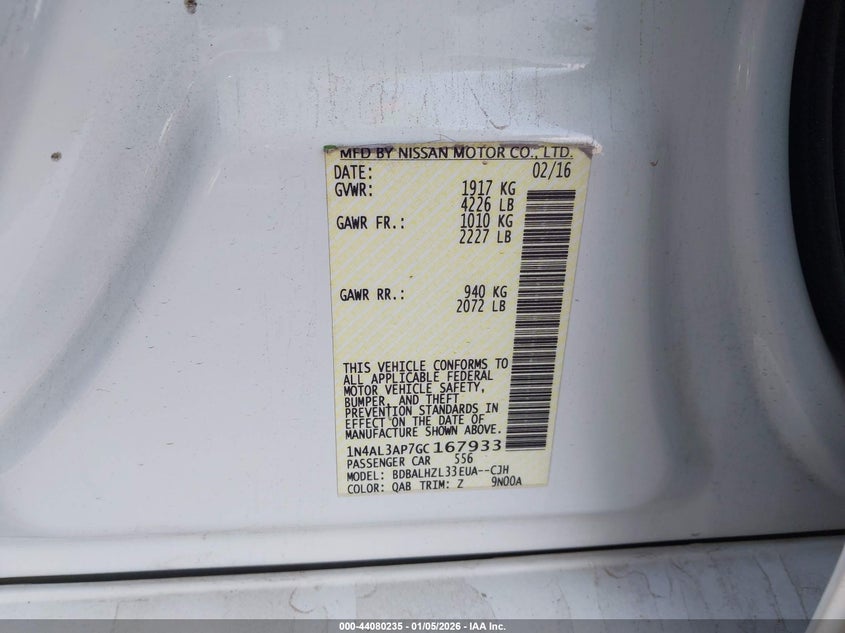 MFD BY NISSAN MOTOR CO., LTD.
DATE: 02/16
GVWR: 1917 KG
4226 LB
GAWR FR.: 1010 KG
2227 LB
GAWR RR.: 940 KG
2072 LB
THIS VEHICLE CONFORMS TO
ALL APPLICABLE FEDERAL
MOTOR VEHICLE SAFETY,
BUMPER, AND THEFT
PREVENTION STANDARDS IN
EFFECT ON THE DATE OF
MANUFACTURE SHOWN ABOVE.
1N4AL3AP7GC167933
PASSENGER CAR 556
MODEL: BDBALHZL33EUA--CJH
COLOR: QAB TRIM: Z 9N00A
000-44080235 - 01/05/2026 - IAA Inc.